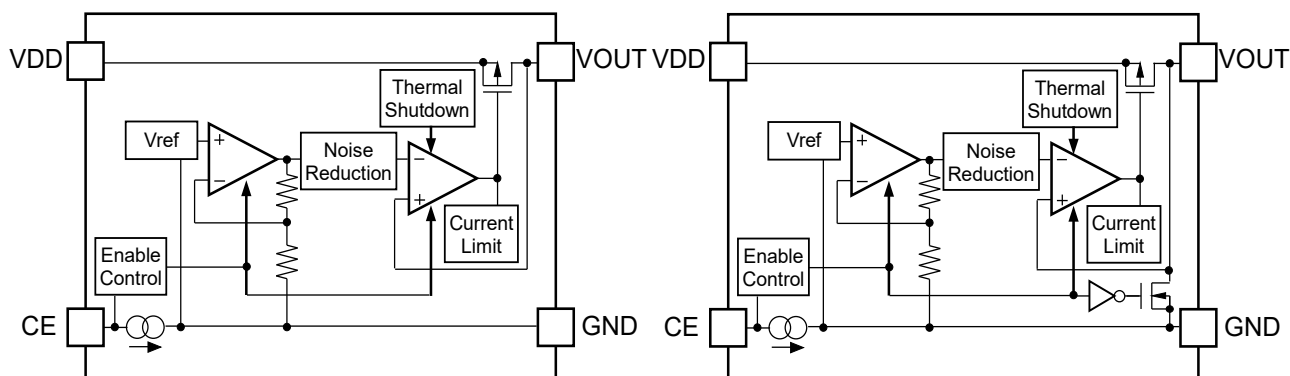 VDD
VOUT
Thermal
Shutdown
Vref
+
−
Noise
Reduction
−
+
Current
Limit
Enable
Control
CE
GND
VDD
VOUT
Thermal
Shutdown
Vref
+
−
Noise
Reduction
−
+
Current
Limit
Enable
Control
CE
GND